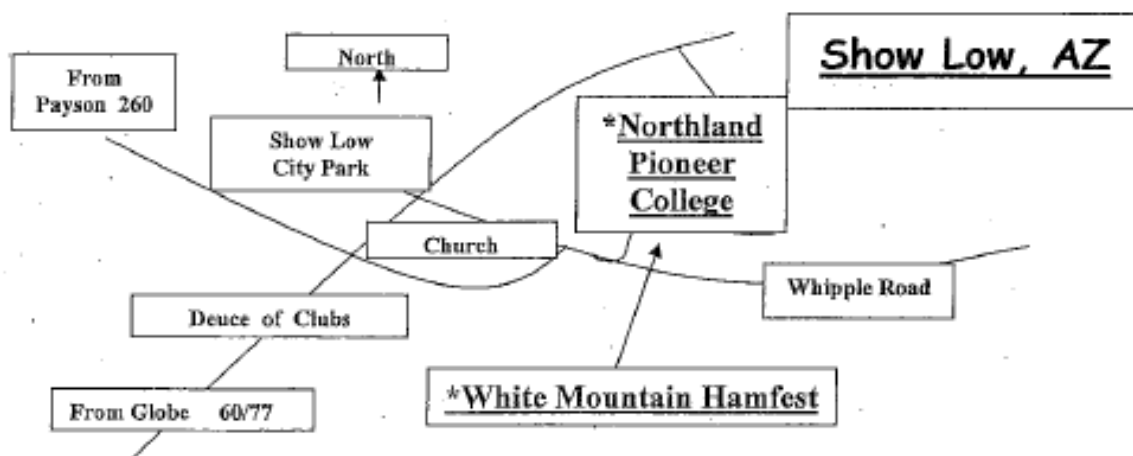 Show Low, AZ
North
From
Payson 260
*Northland
Pioneer
College
Show Low
City Park
Church
Whipple Road
Deuce of Clubs
*White Mountain Hamfest
From Globe 60/77